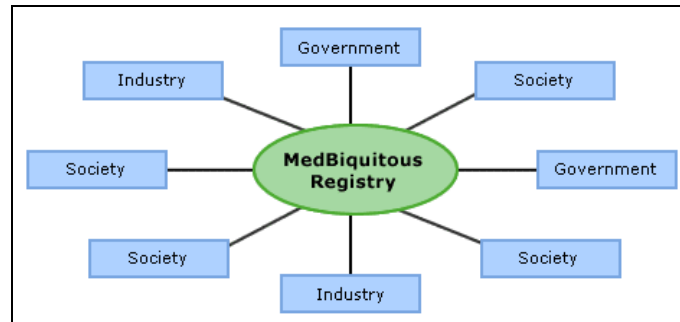 Government
Industry
Society
MedBiquitous
Registry
Society
Government
Society
Society
Industry